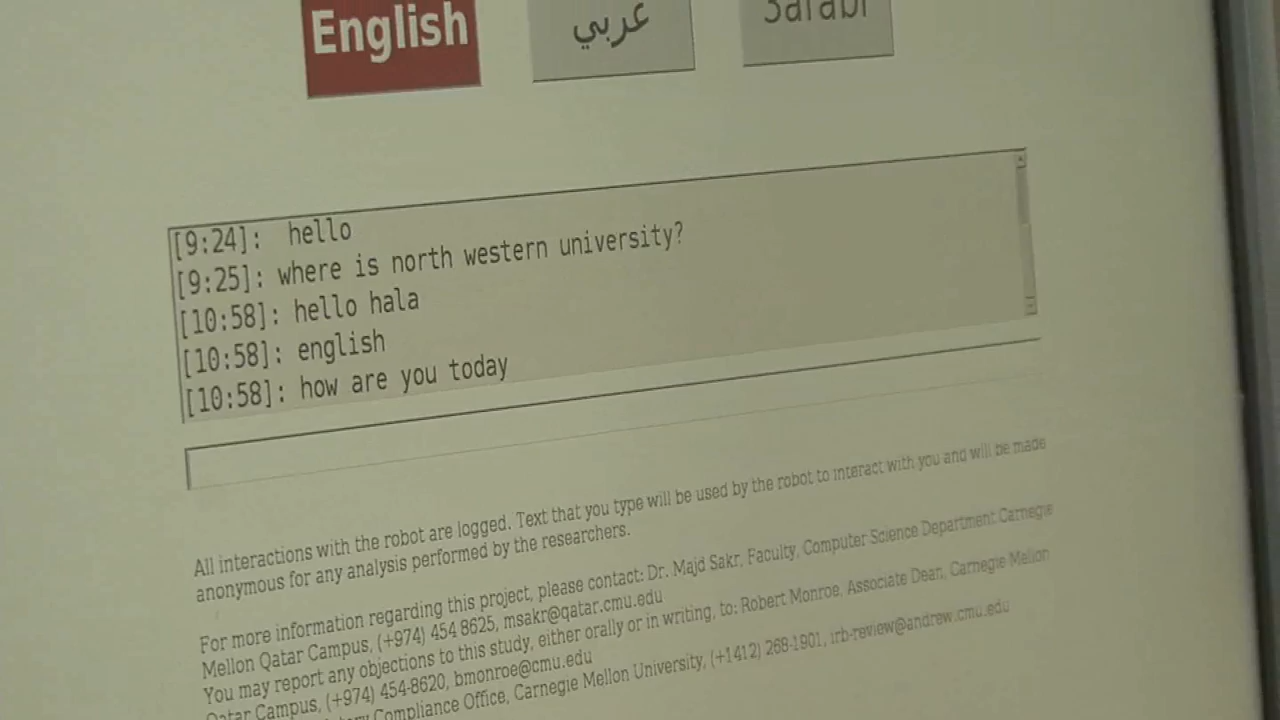 English
عربي
3arabi
[9:24]: hello
[9:25]: where is north western university?
[10:58]: hello hala
[10:58]: english
[10:58]: how are you today
All interactions with the robot are logged. Text that you type will be used by the robot to interact with you and will be made
anonymous for any analysis performed by the researchers.
For more information regarding this project, please contact: Dr. Majd Sakr, Faculty, Computer Science Department Carnegie
Mellon Qatar Campus, (+974) 454 8625, msakr@qatar.cmu.edu
You may report any objections to this study, either orally or in writing, to: Robert Monroe, Associate Dean, Carnegie Mellon
Qatar Campus, (+974) 454-8620, bmonroe@cmu.edu
Compliance Office, Carnegie Mellon University, (+1412) 268-1901, irb-review@andrew.cmu.edu